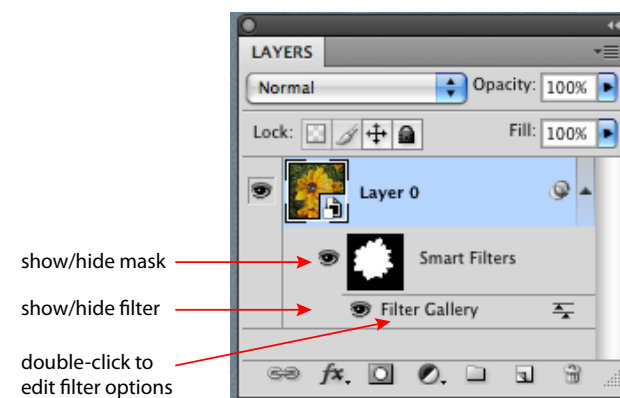 LAYERS
Normal Opacity: 100%
Lock: Fill: 100%
Layer 0
show/hide mask Smart Filters
show/hide filter Filter Gallery
double-click to
edit filter options
fx.